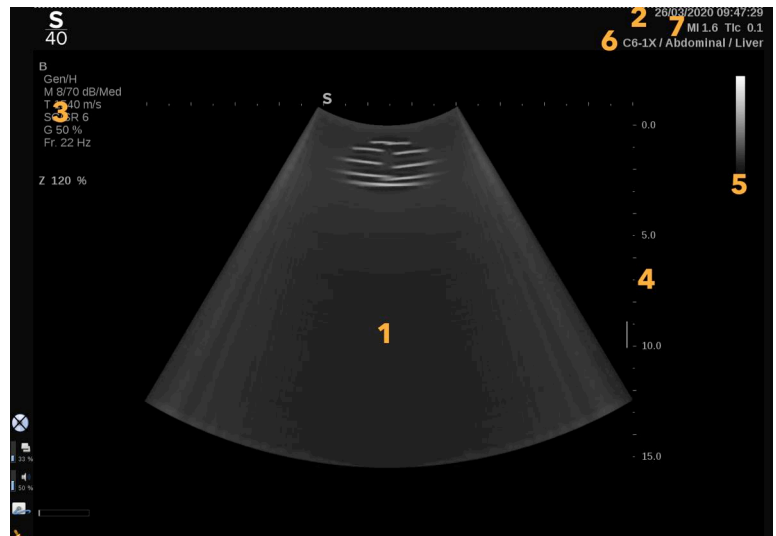 S
40
2
26/03/2020 09:47:29
7
MI 1.6 TIc 0.1
6
C6-1X / Abdominal / Liver
B
Gen/H
M 8/70 dB/Med
3
G 50 %
Fr. 22 Hz
Z 120 %
S
0.0
5
5.0
4
1
10.0
15.0
33 %
50 %